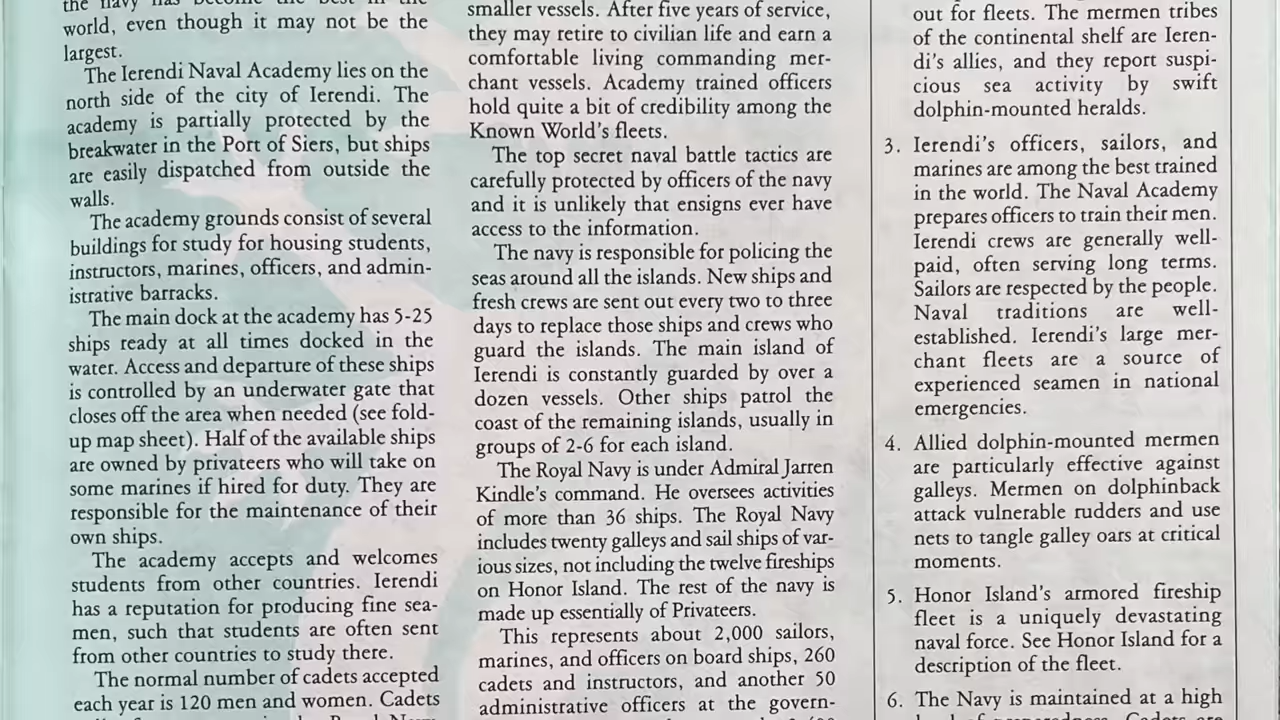 the navy has become the best in the
world, even though it may not be the
largest.
The Ierendi Naval Academy lies on the
north side of the city of Ierendi. The
academy is partially protected by the
breakwater in the Port of Siers, but ships
are easily dispatched from outside the
walls.
The academy grounds consist of several
buildings for study for housing students,
instructors, marines, officers, and admin-
istrative barracks.
The main dock at the academy has 5-25
ships ready at all times docked in the
water. Access and departure of these ships
is controlled by an underwater gate that
closes off the area when needed (see fold-
up map sheet). Half of the available ships
are owned by privateers who will take on
some marines if hired for duty. They are
responsible for the maintenance of their
own ships.
The academy accepts and welcomes
students from other countries. Ierendi
has a reputation for producing fine sea-
men, such that students are often sent
from other countries to study there.
The normal number of cadets accepted
each year is 120 men and women. Cadets
smaller vessels. After five years of service,
they may retire to civilian life and earn a
comfortable living commanding mer-
chant vessels. Academy trained officers
hold quite a bit of credibility among the
Known World's fleets.
The top secret naval battle tactics are
carefully protected by officers of the navy
and it is unlikely that ensigns ever have
access to the information.
The navy is responsible for policing the
seas around all the islands. New ships and
fresh crews are sent out every two to three
days to replace those ships and crews who
guard the islands. The main island of
Ierendi is constantly guarded by over a
dozen vessels. Other ships patrol the
coast of the remaining islands, usually in
groups of 2-6 for each island.
The Royal Navy is under Admiral Jarren
Kindle's command. He oversees activities
of more than 36 ships. The Royal Navy
includes twenty galleys and sail ships of var-
ious sizes, not including the twelve fireships
on Honor Island. The rest of the navy is
made up essentially of Privateers.
This represents about 2,000 sailors,
marines, and officers on board ships, 260
cadets and instructors, and another 50
administrative officers at the govern-
out for fleets. The mermen tribes
of the continental shelf are Ieren-
di's allies, and they report suspi-
cious sea activity by swift
dolphin-mounted heralds.
3. Ierendi's officers, sailors, and
marines are among the best trained
in the world. The Naval Academy
prepares officers to train their men.
Ierendi crews are generally well-
paid, often serving long terms.
Sailors are respected by the people.
Naval traditions are well-
established. Ierendi's large mer-
chant fleets are a source of
experienced seamen in national
emergencies.
4. Allied dolphin-mounted mermen
are particularly effective against
galleys. Mermen on dolphinback
attack vulnerable rudders and use
nets to tangle galley oars at critical
moments.
5. Honor Island's armored fireship
fleet is a uniquely devastating
naval force. See Honor Island for a
description of the fleet.
6. The Navy is maintained at a high